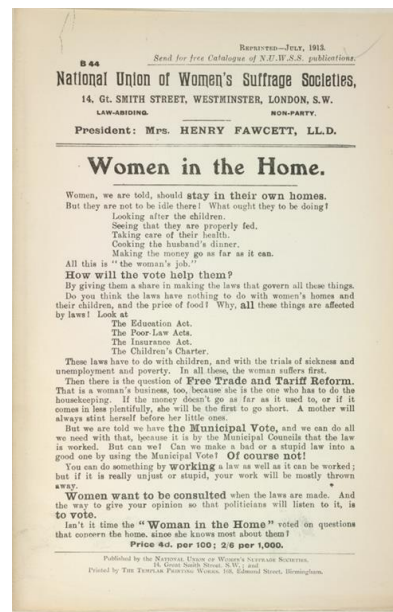 REPRINTED—JULY, 1913.
Send for free Catalogue of N.U.W.S.S. publications.
B 44
National Union of Women's Suffrage Societies,
14, Gt. SMITH STREET, WESTMINSTER, LONDON, S.W.
LAW-ABIDING. NON-PARTY.
President: Mrs. HENRY FAWCETT, LL.D.
Women in the Home.
Women, we are told, should stay in their own homes.
But they are not to be idle there! What ought they to be doing?
Looking after the children.
Seeing that they are properly fed.
Taking care of their health.
Cooking the husband's dinner.
Making the money go as far as it can.
All this is "the woman's job."
How will the vote help them?
By giving them a share in making the laws that govern all these things.
Do you think the laws have nothing to do with women's homes and
their children, and the price of food? Why, all these things are affected
by laws! Look at
The Education Act.
The Poor-Law Acts.
The Insurance Act.
The Children's Charter.
These laws have to do with children, and with the trials of sickness and
unemployment and poverty. In all these, the woman suffers first.
Then there is the question of Free Trade and Tariff Reform.
That is a woman's business, too, because she is the one who has to do the
housekeeping. If the money doesn't go as far as it used to, or if it
comes in less plentifully, she will be the first to go short. A mother will
always stint herself before her little ones.
But we are told we have the Municipal Vote, and we can do all
we need with that, because it is by the Municipal Councils that the law
is worked. But can we? Can we make a bad or stupid law into a
good one by using the Municipal Vote? Of course not!
You can do something by working a law as well as it can be worked;
but if it is really unjust or stupid, your work will be mostly thrown
away.
Women want to be consulted when the laws are made. And
the way to give your opinion so that politicians will listen to it, is
to vote.
Isn't it time the "Woman in the Home" voted on questions
that concern the home, since she knows most about them?
Price 4d. per 100; 2/6 per 1,000.
Published by the NATIONAL UNION OF WOMEN'S SUFFRAGE SOCIETIES,
14, Great Smith Street, S.W.; and
Printed by THE TEMPLAR PRINTING WORKS, 168, Edmund Street, Birmingham.